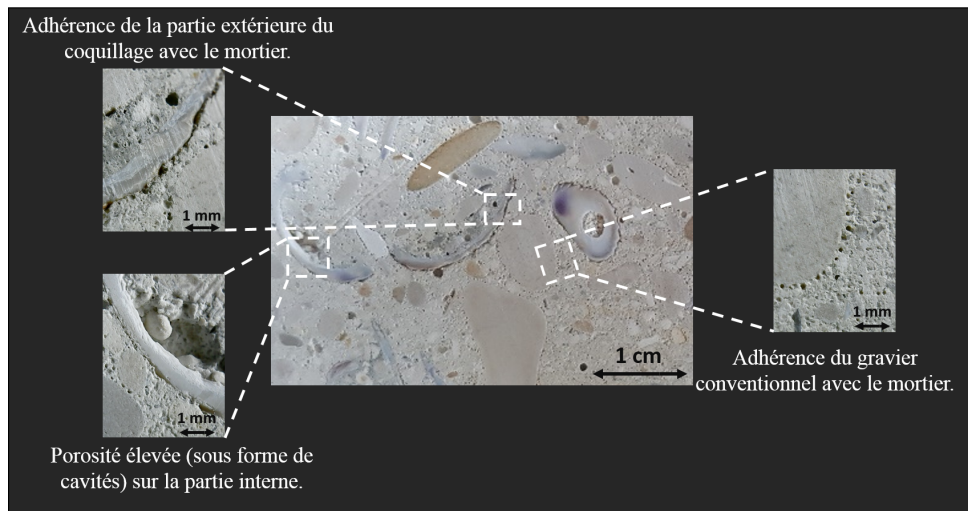 Adhérence de la partie extérieure du
coquillage avec le mortier.
1 mm
1 mm
Porosité élevée (sous forme de
cavités) sur la partie interne.
1 cm
1 mm
Adhérence du gravier
conventionnel avec le mortier.